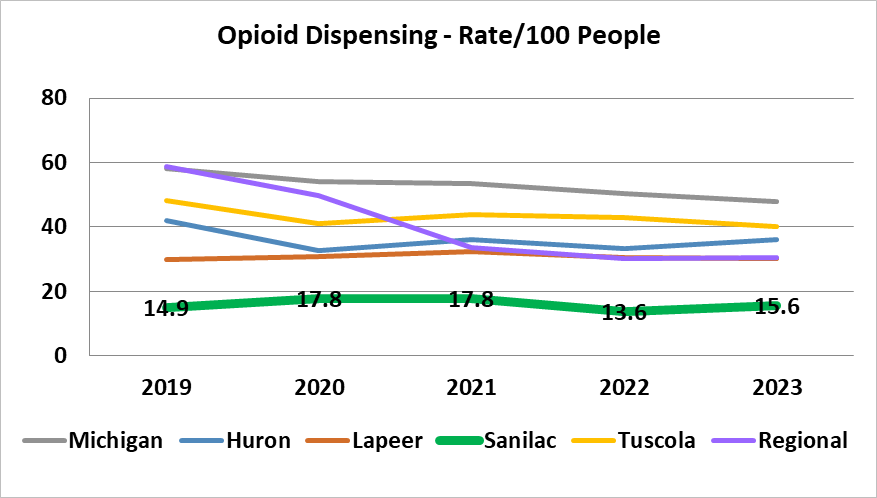 Opioid Dispensing - Rate/100 People
80
60
40
20
0
14.9 17.8 17.8 13.6 15.6
2019 2020 2021 2022 2023
Michigan Huron Lapeer Sanilac Tuscola Regional